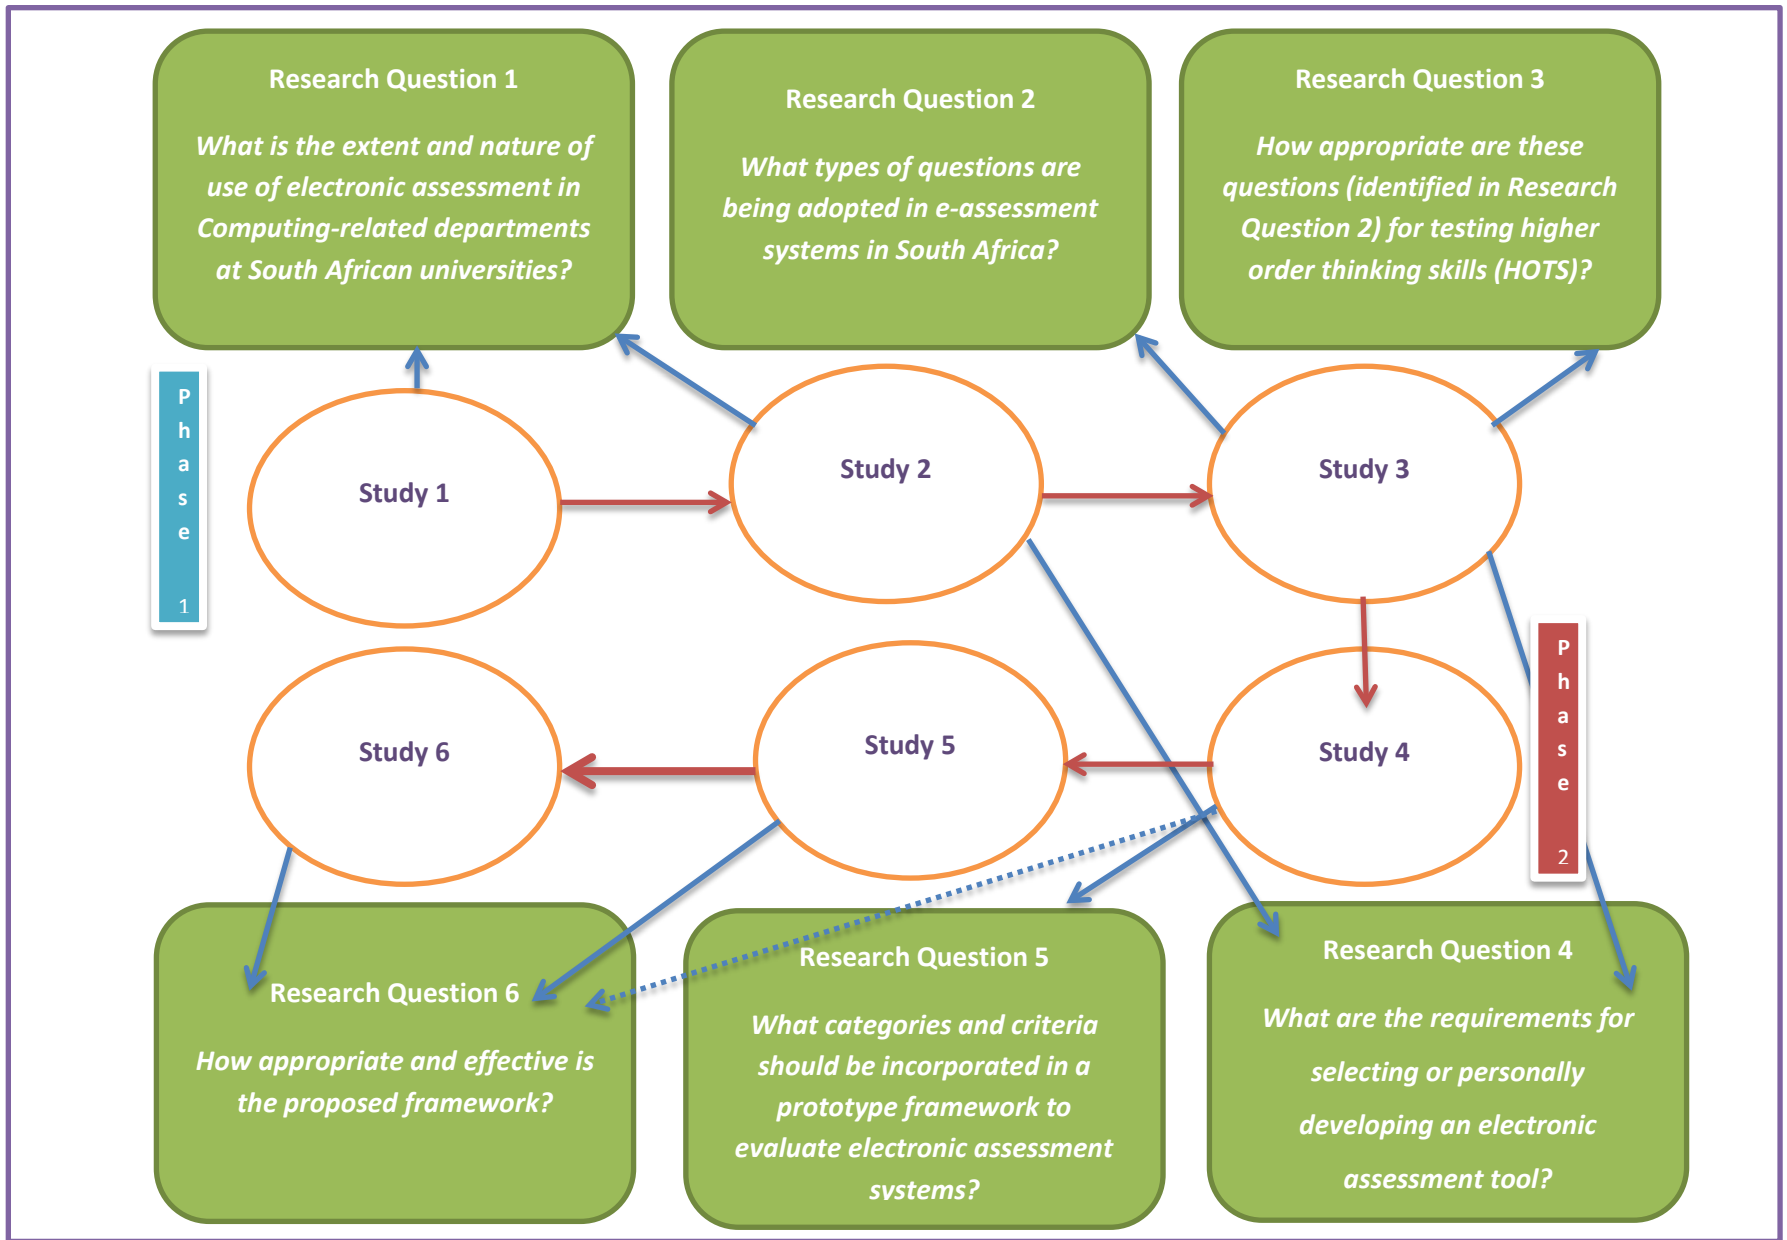 Research Question 1
What is the extent and nature of
use of electronic assessment in
Computing-related departments
at South African universities?
Research Question 2
What types of questions are
being adopted in e-assessment
systems in South Africa?
Research Question 3
How appropriate are these
questions (identified in Research
Question 2) for testing higher
order thinking skills (HOTS)?
P
h
a
s
e
1
Study 1
Study 2
Study 3
Study 6
Study 5
Study 4
P
h
a
s
e
2
Research Question 6
How appropriate and effective is
the proposed framework?
Research Question 5
What categories and criteria
should be incorporated in a
prototype framework to
evaluate electronic assessment
systems?
Research Question 4
What are the requirements for
selecting or personally
developing an electronic
assessment tool?